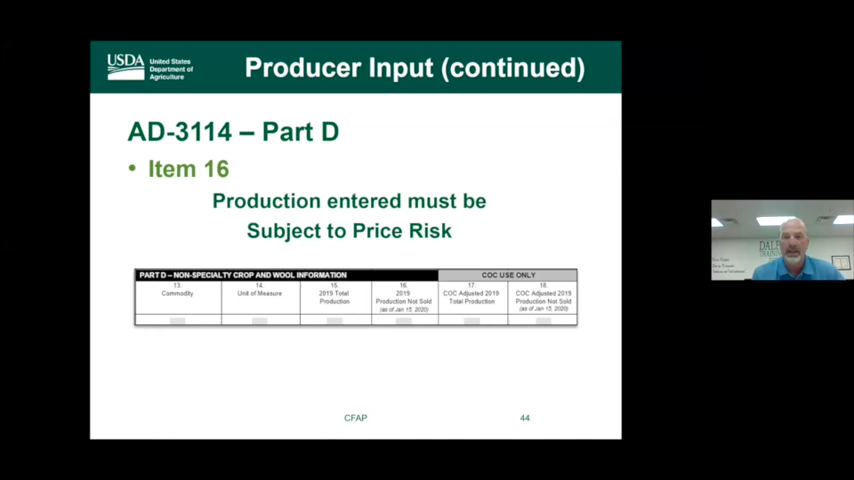 USDA
United States
Department of
Agriculture
Producer Input (continued)
AD-3114 – Part D
• Item 16
Production entered must be
Subject to Price Risk
PART D – NON-SPECIALTY CROP AND WOOL INFORMATION
COC USE ONLY
13.
Commodity
14.
Unit of Measure
15.
2019 Total
Production
16.
2019
Production Not Sold
(as of Jan 15, 2020)
17.
COC Adjusted 2019
Total Production
18.
COC Adjusted 2019
Production Not Sold
(as of Jan 15, 2020)
CFAP
44